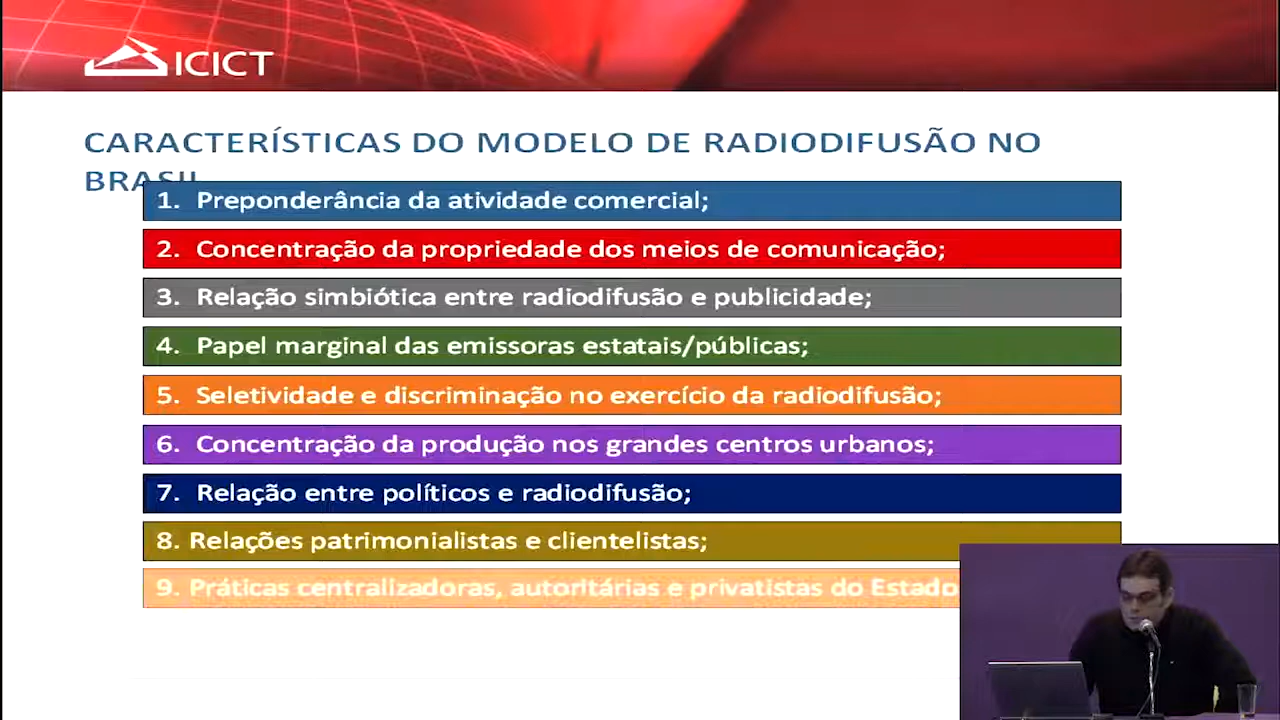 ICICT
CARACTERÍSTICAS DO MODELO DE RADIODIFUSÃO NO
BRASIL
1. Preponderância da atividade comercial;
2. Concentração da propriedade dos meios de comunicação;
3. Relação simbiótica entre radiodifusão e publicidade;
4. Papel marginal das emissoras estatais/públicas;
5. Seletividade e discriminação no exercício da radiodifusão;
6. Concentração da produção nos grandes centros urbanos;
7. Relação entre políticos e radiodifusão;
8. Relações patrimonialistas e clientelistas;
9. Práticas centralizadoras, autoritárias e privatistas do Estado